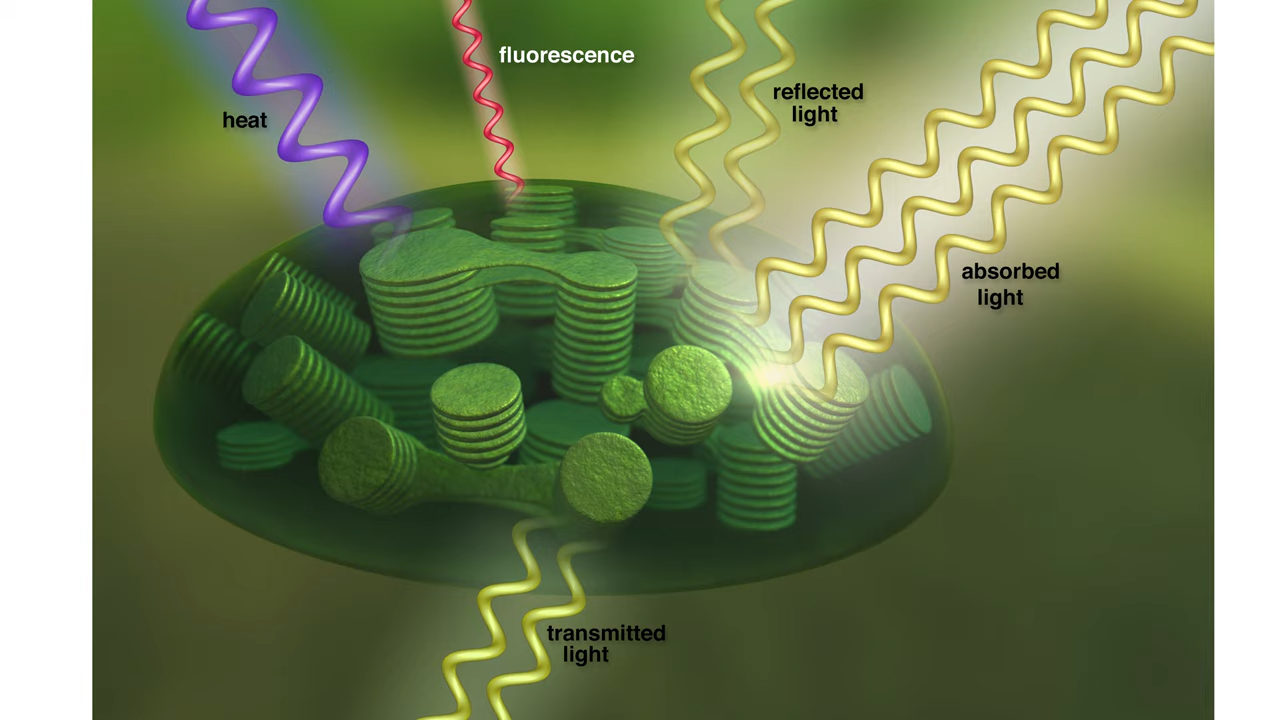 fluorescence
heat
reflected
light
absorbed
light
transmitted
light